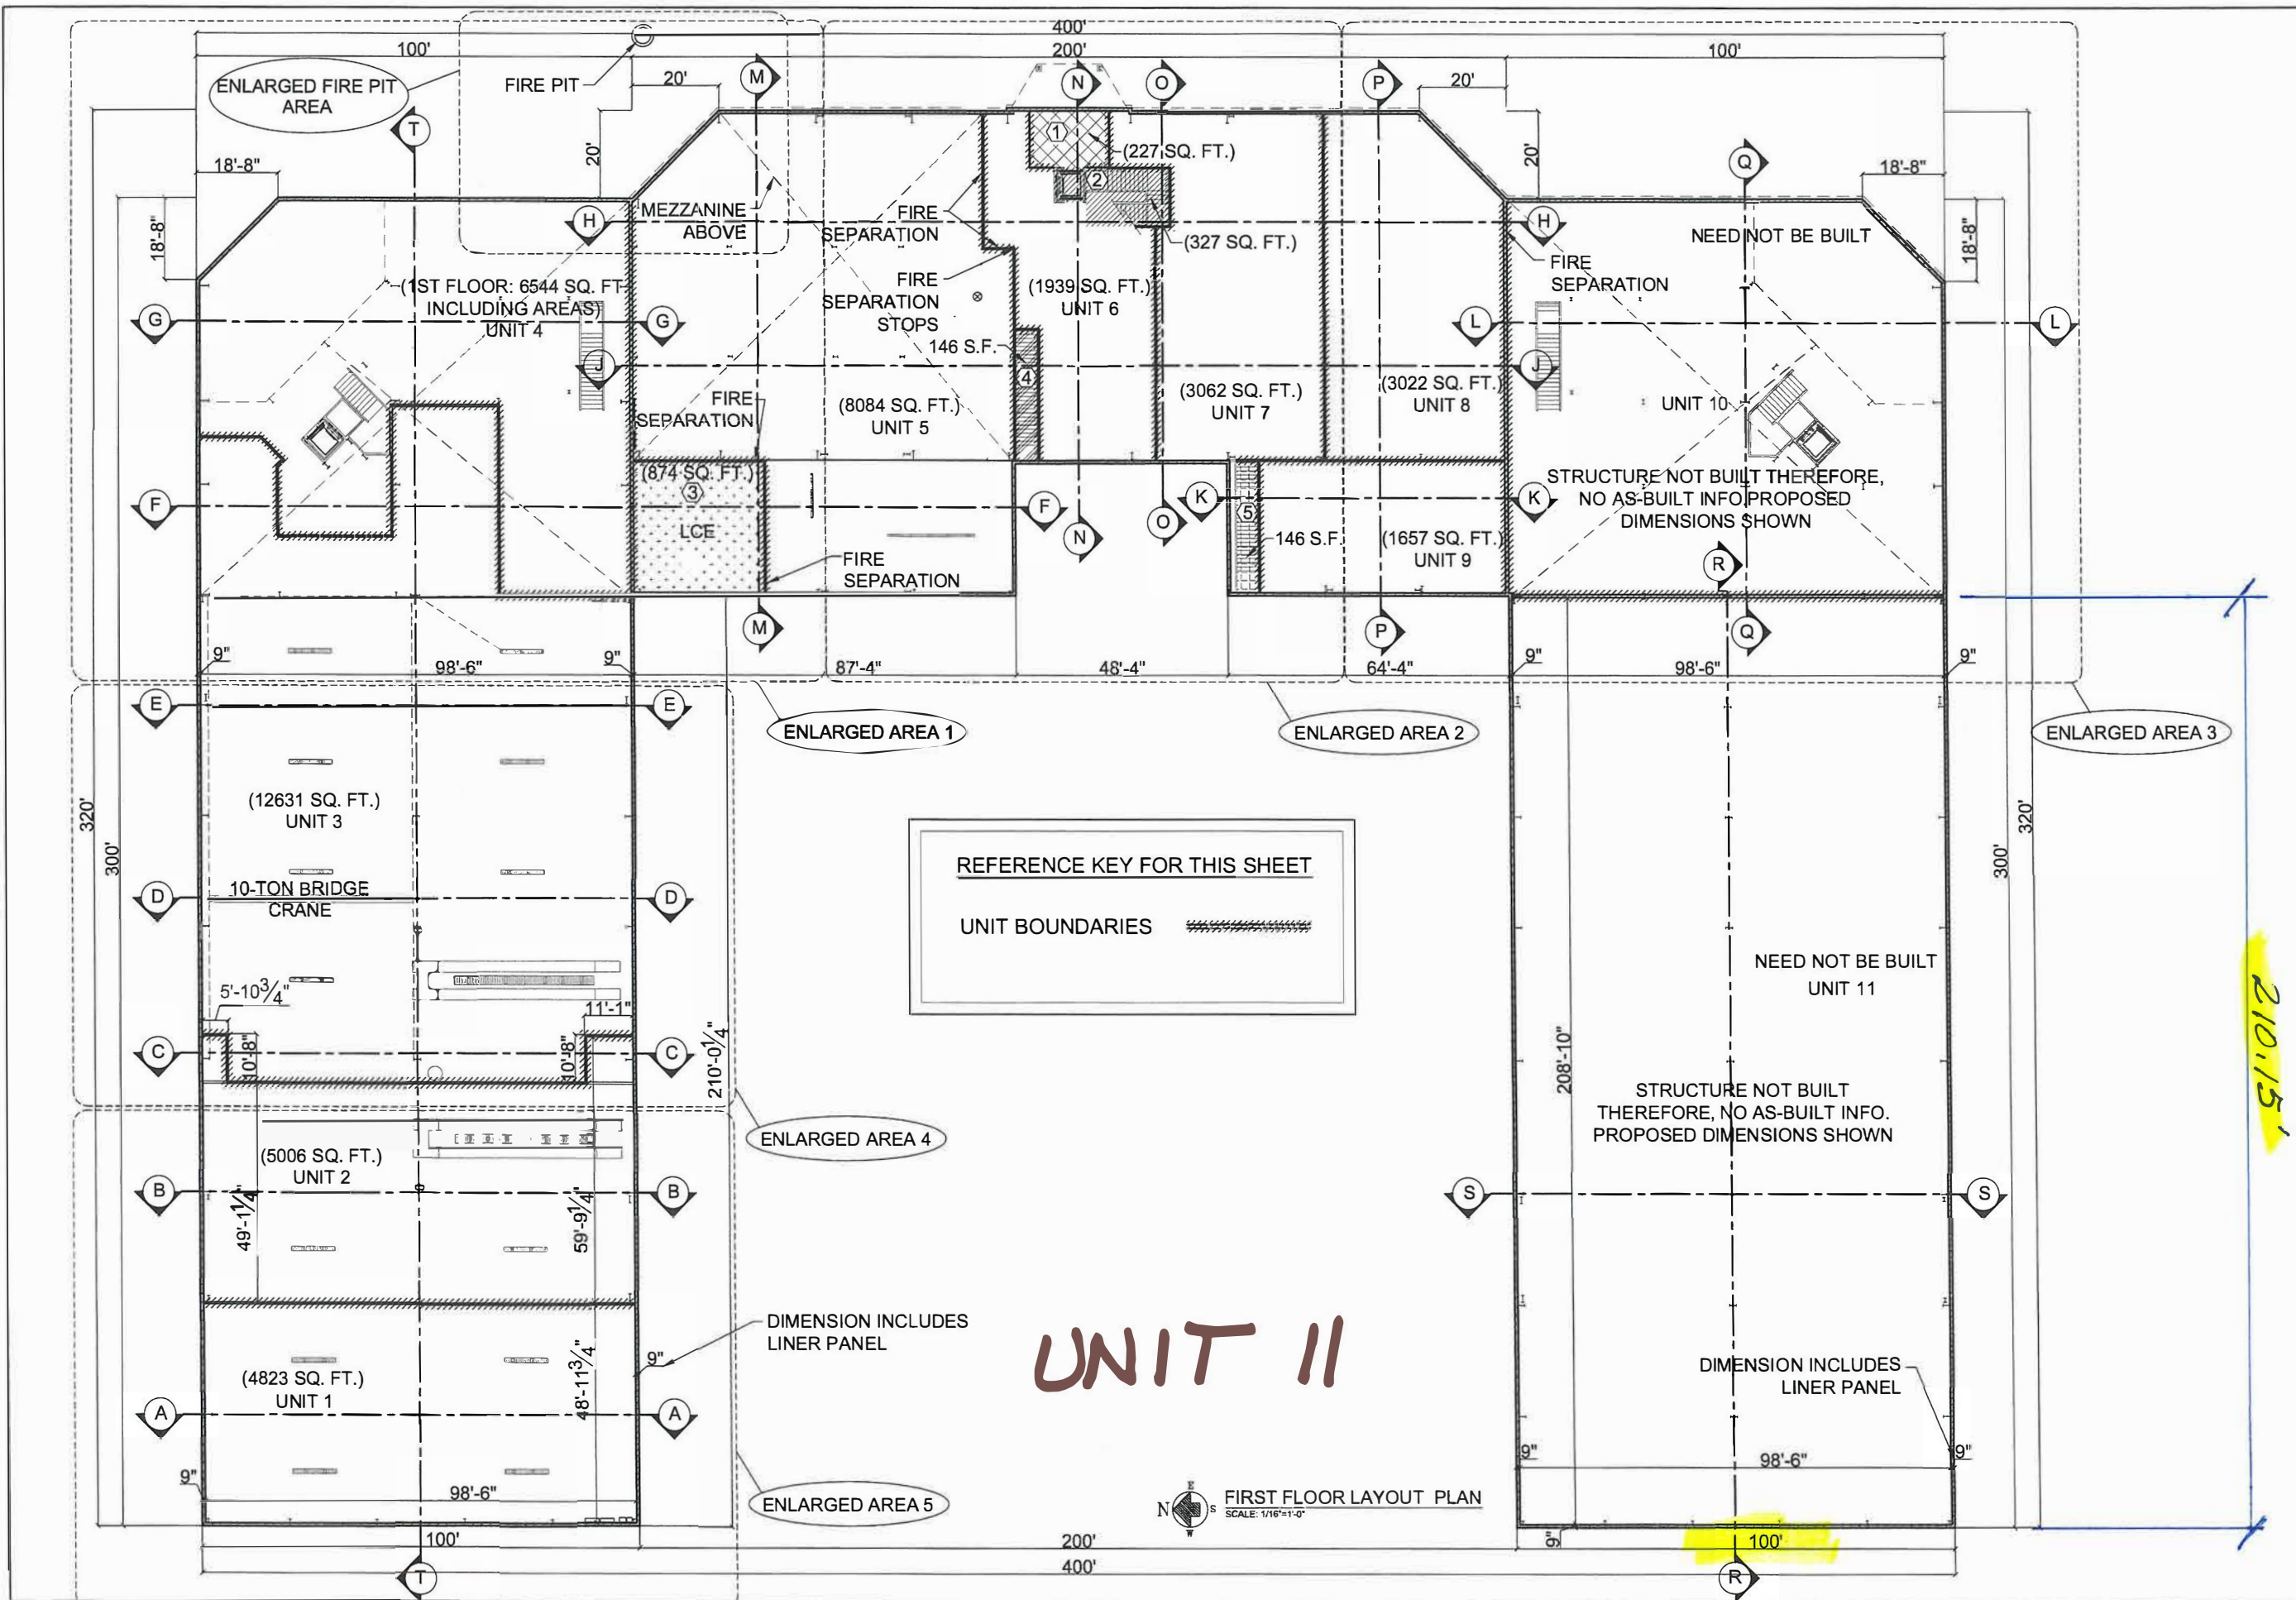 400'
100'
200'
100'
ENLARGED FIRE PIT
AREA
FIRE PIT
20'
M
N
O
P
20'
T
20'
1
(227 SQ. FT.)
20'
Q
18'-8"
18'-8"
2
18'-8"
18'-8"
H
MEZZANINE
ABOVE
FIRE
SEPARATION
(327 SQ. FT.)
H
NEED NOT BE BUILT
FIRE
SEPARATION
(1ST FLOOR: 6544 SQ. FT
INCLUDING AREAS)
UNIT 4
FIRE
SEPARATION
STOPS
(1939 SQ. FT.)
UNIT 6
G
G
L
L
146 S.F.
J
4
J
FIRE
SEPARATION
(8084 SQ. FT.)
UNIT 5
(3062 SQ. FT.)
UNIT 7
(3022 SQ. FT.)
UNIT 8
UNIT 10
(874 SQ. FT.)
3
LCE
STRUCTURE NOT BUILT THEREFORE,
NO AS-BUILT INFO.PROPOSED
DIMENSIONS SHOWN
F
F
K
K
5
N
O
146 S.F.
(1657 SQ. FT.)
UNIT 9
FIRE
SEPARATION
R
M
P
Q
9"
98'-6"
9"
87'-4"
48'-4"
64'-4"
9"
98'-6"
9"
E
E
ENLARGED AREA 1
ENLARGED AREA 2
ENLARGED AREA 3
320'
300'
(12631 SQ. FT.)
UNIT 3
320'
300'
REFERENCE KEY FOR THIS SHEET
UNIT BOUNDARIES
D
10-TON BRIDGE
CRANE
D
NEED NOT BE BUILT
UNIT 11
210.15'
5'-10¾"
11'-1"
C
10'-8"
10'-8"
C
210'-0¼"
208'-10"
STRUCTURE NOT BUILT
THEREFORE, NO AS-BUILT INFO.
PROPOSED DIMENSIONS SHOWN
ENLARGED AREA 4
(5006 SQ. FT.)
UNIT 2
B
B
49'-1¼"
59'-9¼"
S
S
DIMENSION INCLUDES
LINER PANEL
UNIT 11
9"
48'-11¾"
(4823 SQ. FT.)
UNIT 1
DIMENSION INCLUDES
LINER PANEL
A
A
9"
98'-6"
ENLARGED AREA 5
9"
98'-6"
9"
N
E
S
W
FIRST FLOOR LAYOUT PLAN
SCALE: 1/16"=1'-0"
9"
100'
200'
100'
400'
T
R